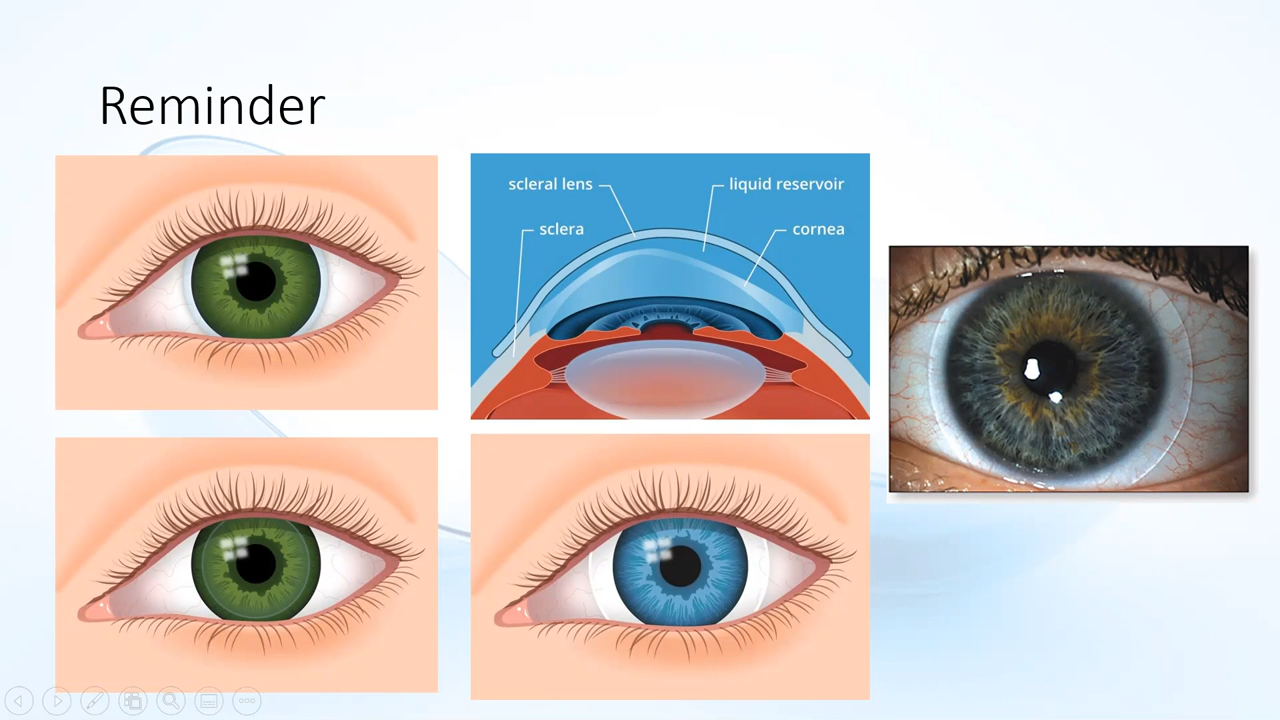 Reminder
scleral lens
liquid reservoir
sclera
cornea